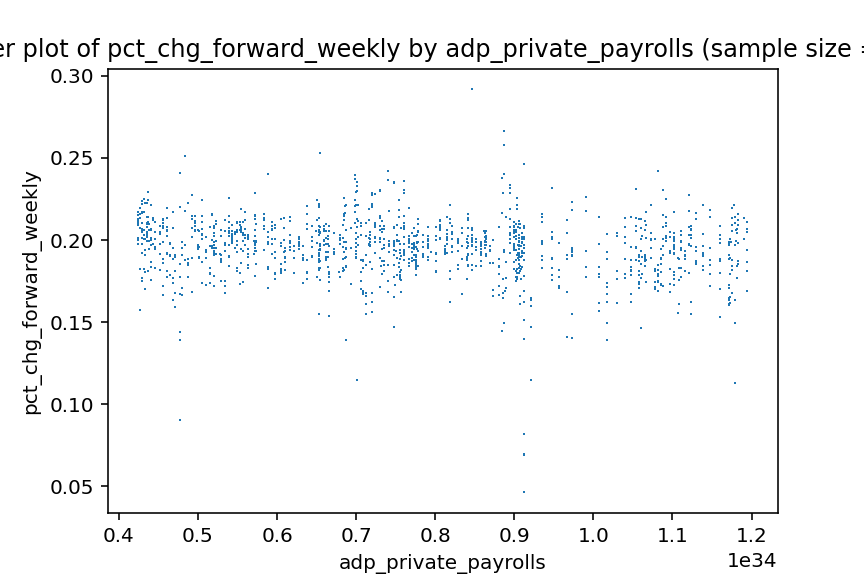 er plot of pct_chg_forward_weekly by adp_private_payrolls (sample size =
0.30
0.25
0.20
0.15
0.10
0.05
pct_chg_forward_weekly
0.4 0.5 0.6 0.7 0.8 0.9 1.0 1.1 1.2
adp_private_payrolls
1e34